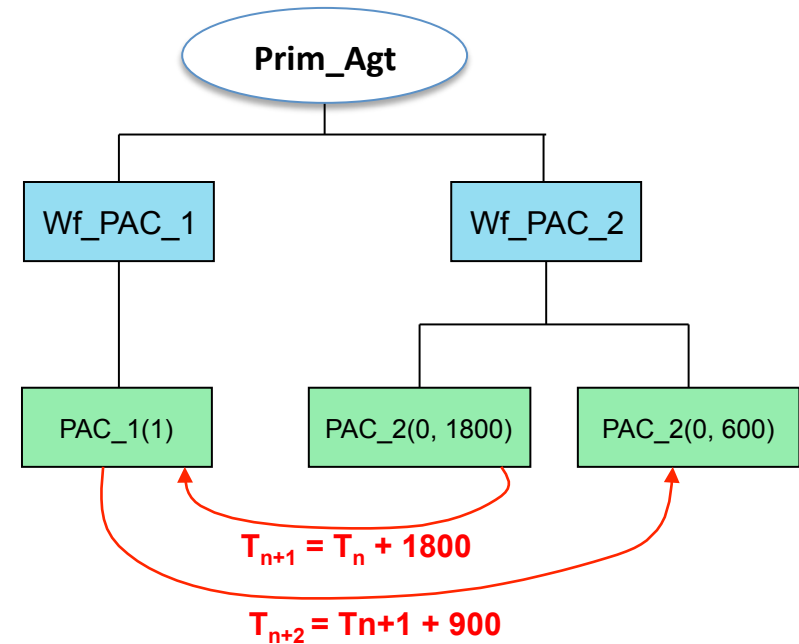 Prim_Agt
Wf_PAC_1
Wf_PAC_2
PAC_1(1)
PAC_2(0, 1800)
PAC_2(0, 600)
Tn+1 = Tn + 1800
Tn+2 = Tn+1 + 900